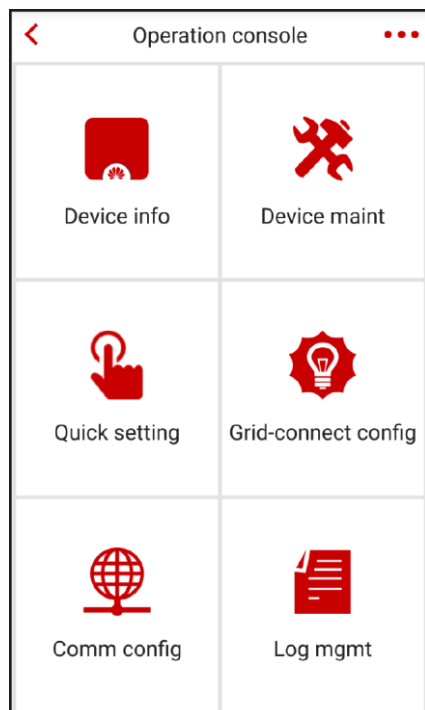 Operation console
Device info
Device maint
Quick setting
Grid-connect config
Comm config
Log mgmt